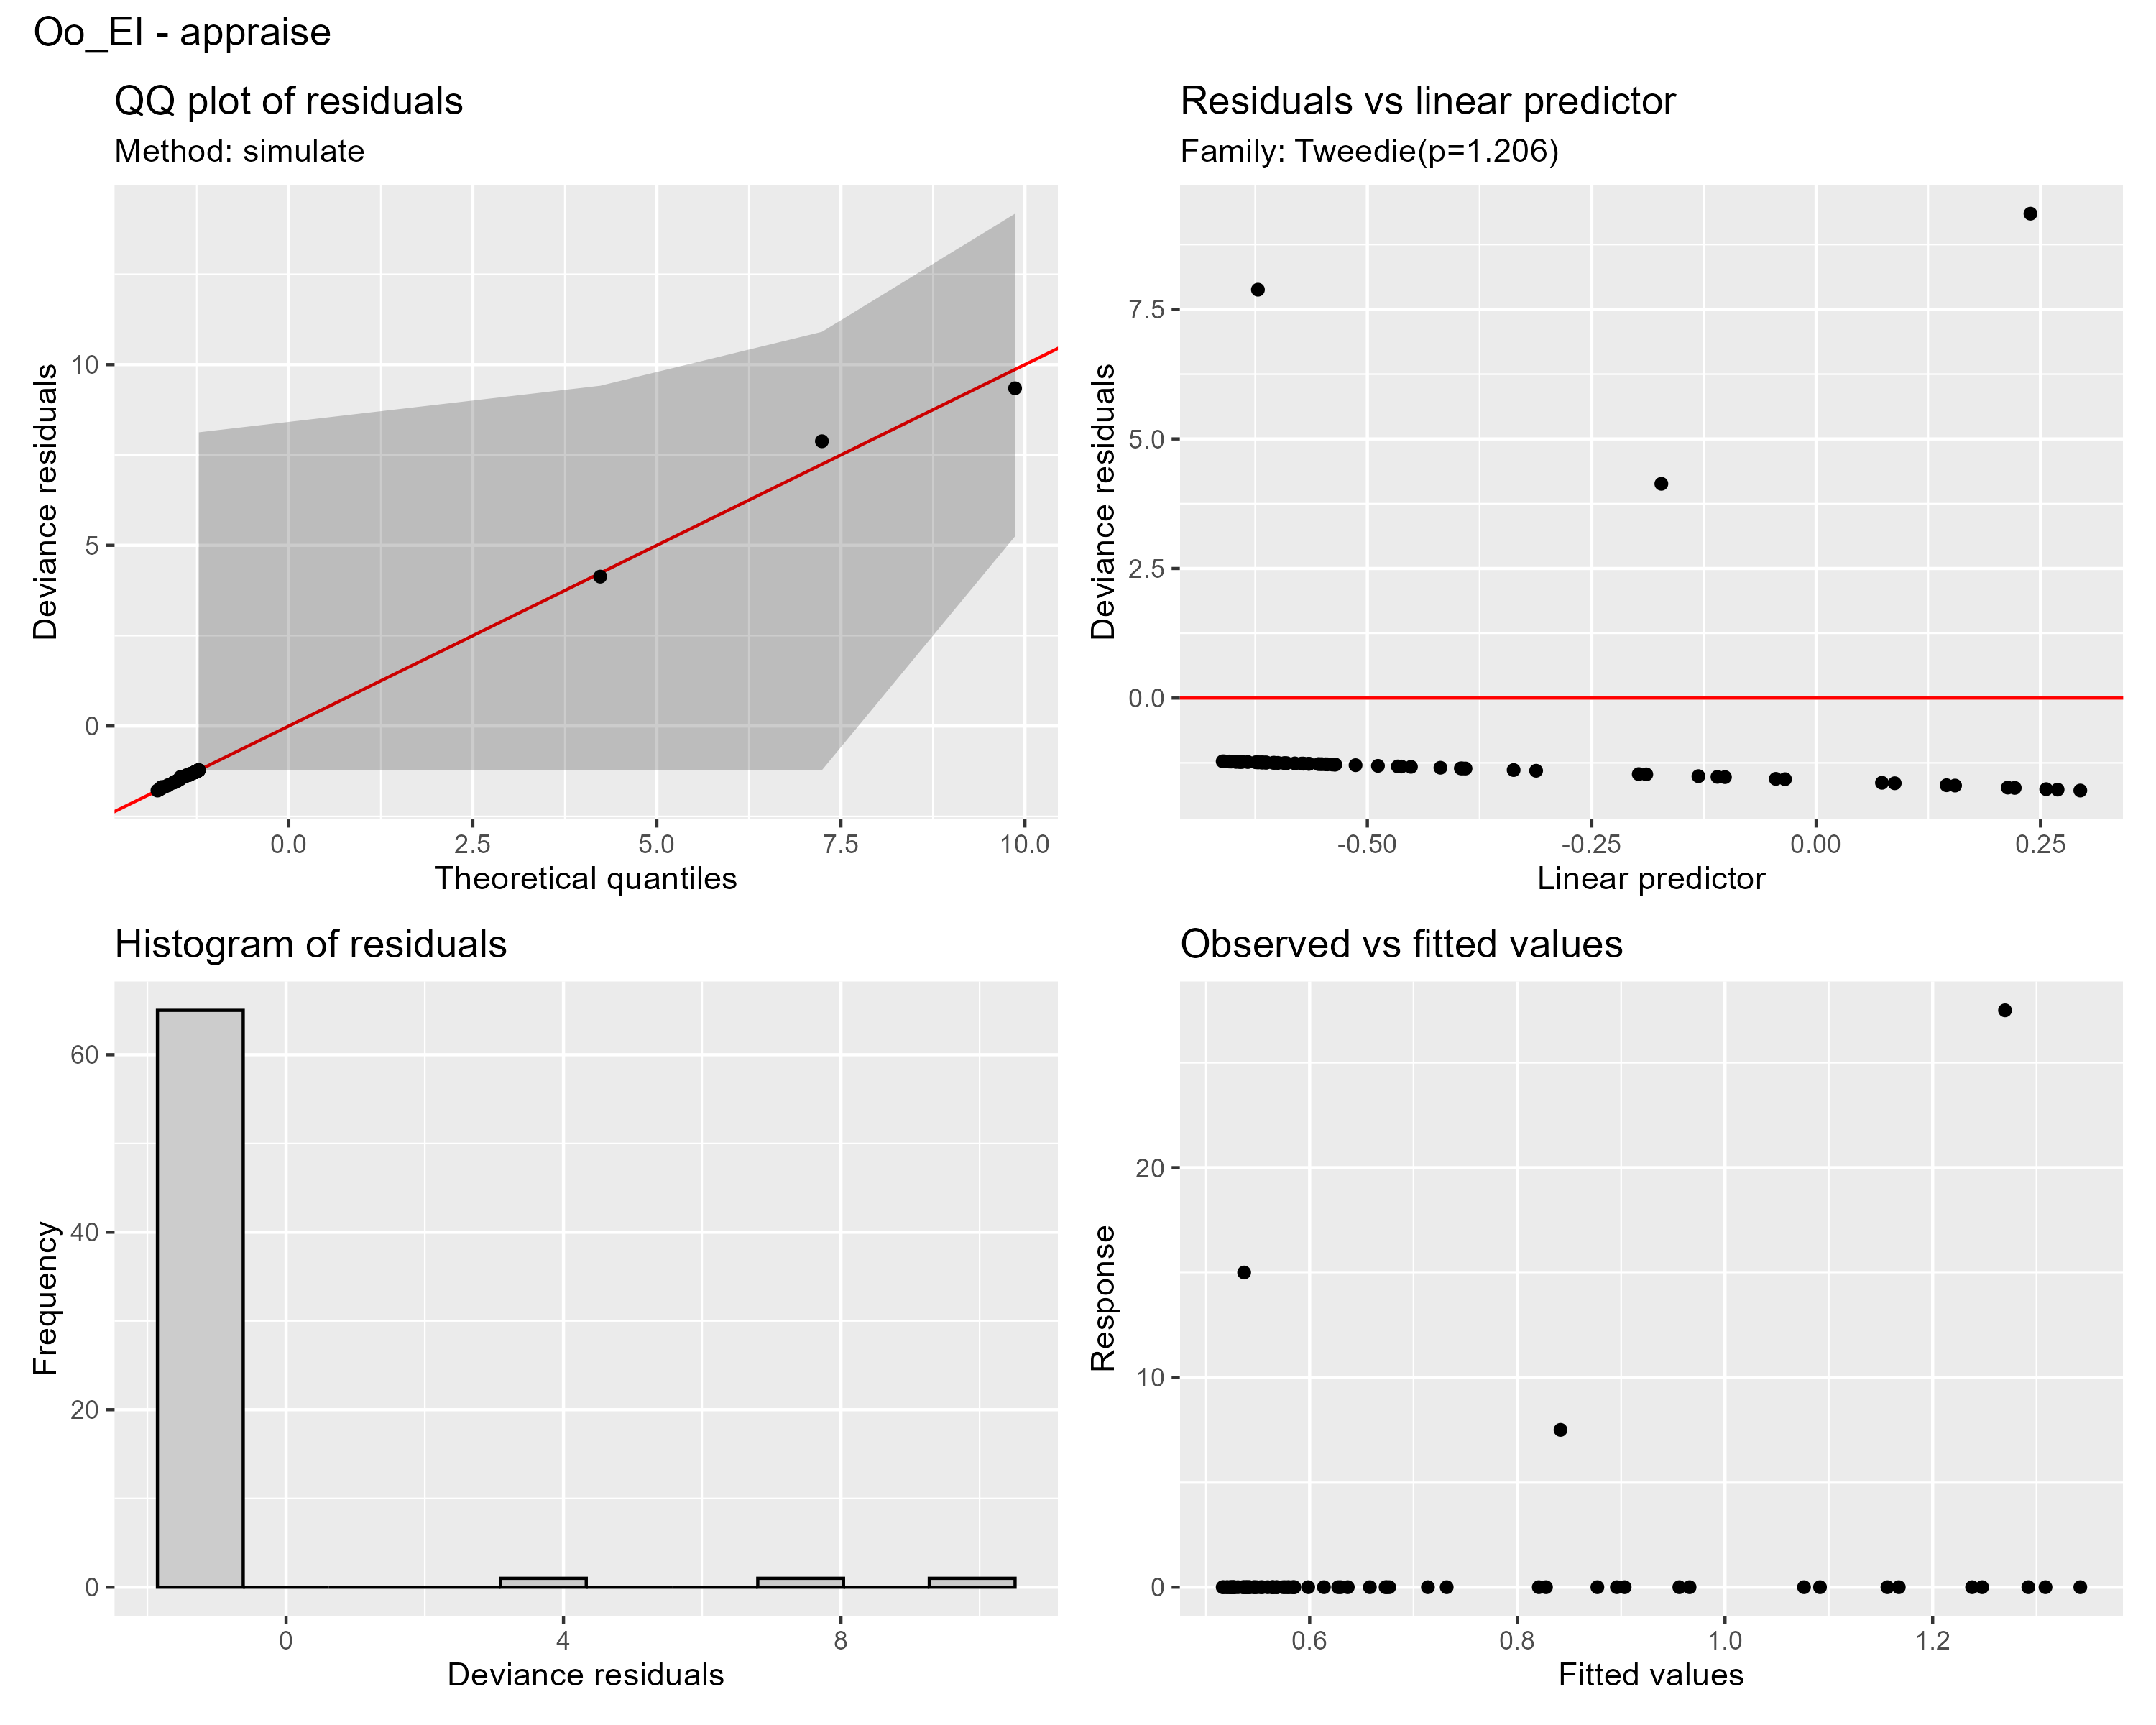 Oo_El - appraise
QQ plot of residuals
Method: simulate
Deviance residuals
10
5
0
0.0 2.5 5.0 7.5 10.0
Theoretical quantiles
Residuals vs linear predictor
Family: Tweedie(p=1.206)
Deviance residuals
7.5
5.0
2.5
0.0
-0.50 -0.25 0.00 0.25
Linear predictor
Histogram of residuals
Frequency
60
40
20
0
0 4 8
Deviance residuals
Observed vs fitted values
Response
20
10
0
0.6 0.8 1.0 1.2
Fitted values